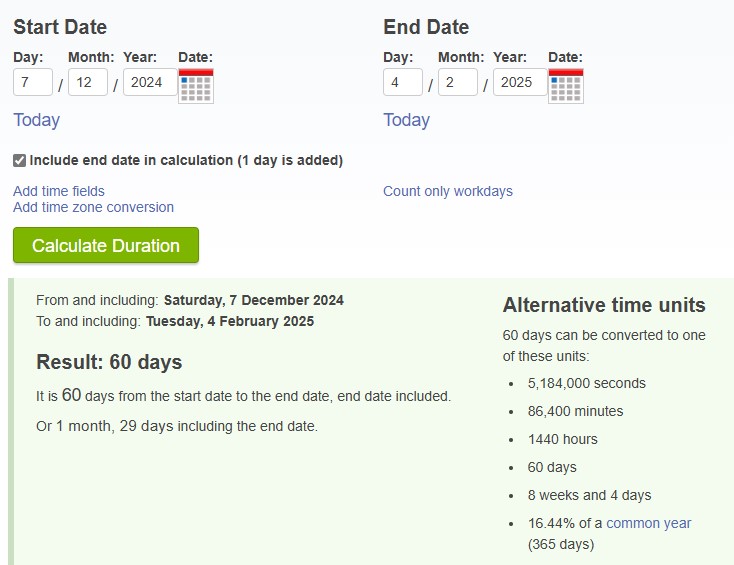 Start Date
End Date
Day: Month: Year: Date:
Day: Month: Year: Date:
7 / 12 / 2024
4 / 2 / 2025
Today
Today
Include end date in calculation (1 day is added)
Add time fields
Add time zone conversion
Count only workdays
Calculate Duration
From and including: Saturday, 7 December 2024
To and including: Tuesday, 4 February 2025
Result: 60 days
It is 60 days from the start date to the end date, end date included.
Or 1 month, 29 days including the end date.
Alternative time units
60 days can be converted to one
of these units:
• 5,184,000 seconds
• 86,400 minutes
• 1440 hours
• 60 days
• 8 weeks and 4 days
• 16.44% of a common year
(365 days)